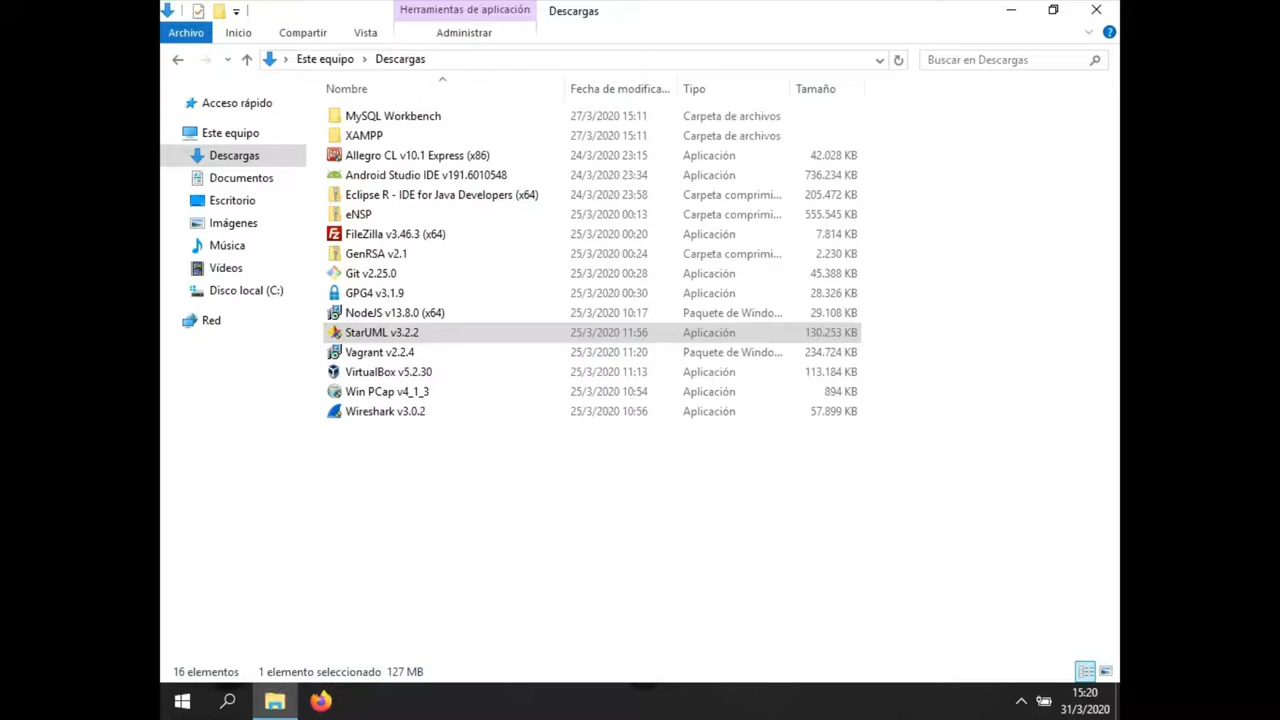 Herramientas de aplicación
Descargas
Archivo
Inicio
Compartir
Vista
Administrar
Este equipo
Descargas
Buscar en Descargas
Nombre
Fecha de modifica...
Tipo
Tamaño
Acceso rápido
Este equipo
Descargas
Documentos
Escritorio
Imágenes
Música
Vídeos
Disco local (C:)
Red
MySQL Workbench 27/3/2020 15:11 Carpeta de archivos
XAMPP 27/3/2020 15:11 Carpeta de archivos
Allegro CL v10.1 Express (x86) 24/3/2020 23:15 Aplicación 42.028 KB
Android Studio IDE v191.6010548 24/3/2020 23:34 Aplicación 736.234 KB
Eclipse R - IDE for Java Developers (x64) 24/3/2020 23:58 Carpeta comprimi... 205.472 KB
eNSP 25/3/2020 00:13 Carpeta comprimi... 555.545 KB
FileZilla v3.46.3 (x64) 25/3/2020 00:20 Aplicación 7.814 KB
GenRSA v2.1 25/3/2020 00:24 Carpeta comprimi... 2.230 KB
Git v2.25.0 25/3/2020 00:28 Aplicación 45.388 KB
GPG4 v3.1.9 25/3/2020 00:30 Aplicación 28.326 KB
NodeJS v13.8.0 (x64) 25/3/2020 10:17 Paquete de Windo... 29.108 KB
StarUML v3.2.2 25/3/2020 11:56 Aplicación 130.253 KB
Vagrant v2.2.4 25/3/2020 11:20 Paquete de Windo... 234.724 KB
VirtualBox v5.2.30 25/3/2020 11:13 Aplicación 113.184 KB
Win PCap v4_1_3 25/3/2020 10:54 Aplicación 894 KB
Wireshark v3.0.2 25/3/2020 10:56 Aplicación 57.899 KB
16 elementos 1 elemento seleccionado 127 MB
15:20
31/3/2020